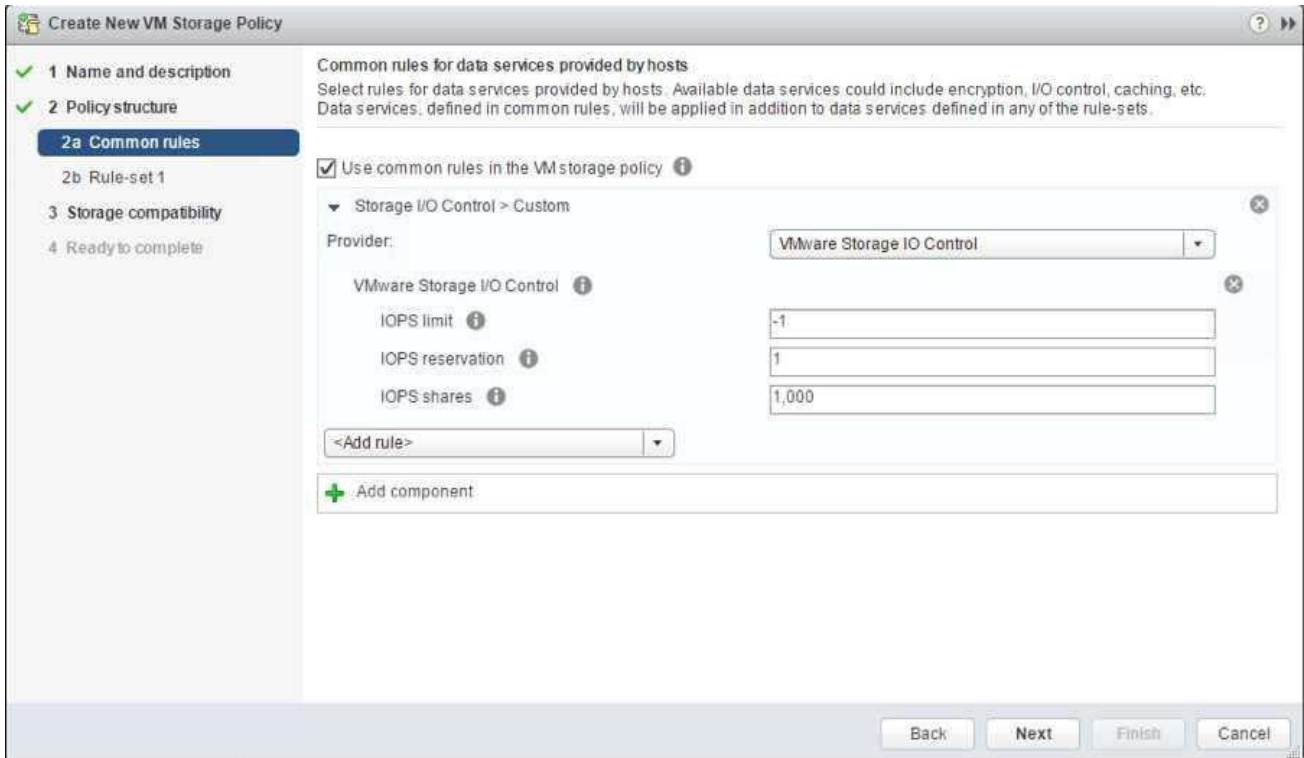 Create New VM Storage Policy
1 Name and description
2 Policy structure
2a Common rules
2b Rule-set 1
3 Storage compatibility
4 Ready to complete
Common rules for data services provided by hosts
Select rules for data services provided by hosts. Available data services could include encryption, I/O control, caching, etc.
Data services, defined in common rules, will be applied in addition to data services defined in any of the rule-sets.
Use common rules in the VM storage policy
Storage I/O Control > Custom
Provider:
VMware Storage IO Control
VMware Storage I/O Control
IOPS limit
-1
IOPS reservation
1
IOPS shares
1,000
<Add rule>
Add component
Back
Next
Finish
Cancel